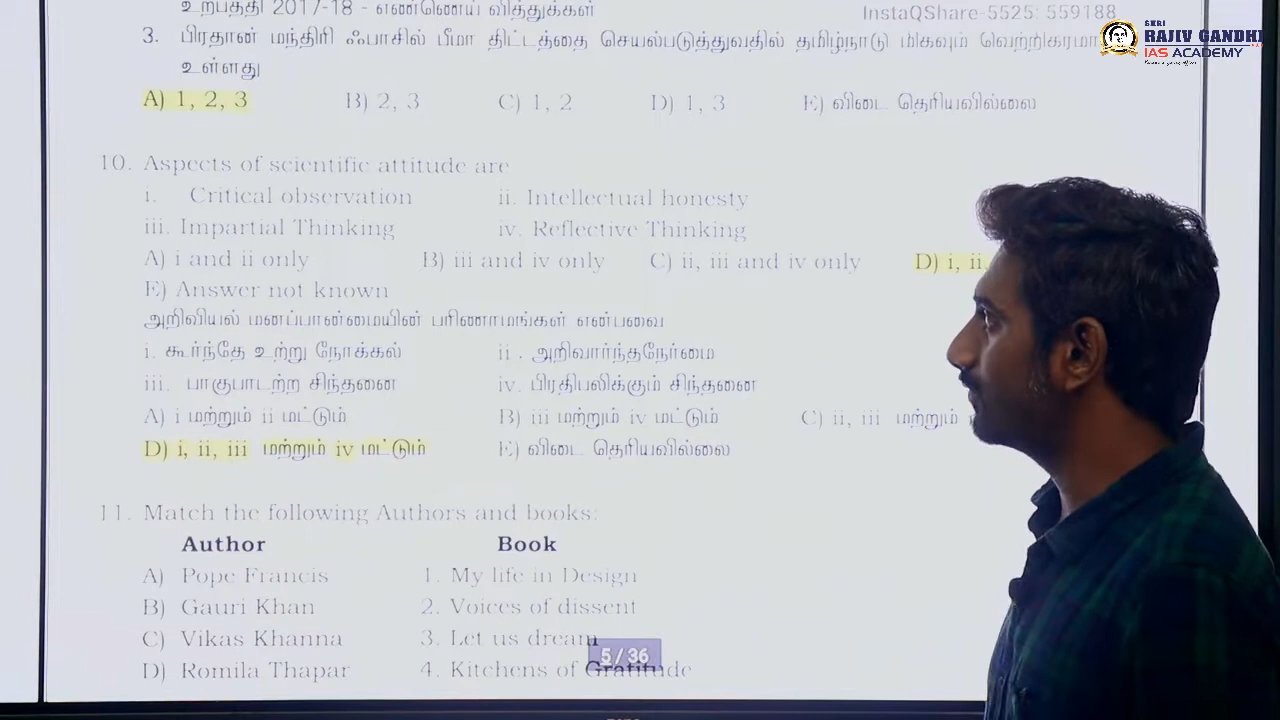 உற்பத்தி 2017-18 - எண்ணெய் வித்துக்கள்
InstaQShare-5525: 559188
SHRI
RAJIV GANDHI
IAS ACADEMY
3. பிரதான் மந்திரி ஃபாசில் பீமா திட்டத்தை செயல்படுத்துவதில் தமிழ்நாடு மிகவும் வெற்றிகரமா
உள்ளது
A) 1, 2, 3 B) 2, 3 C) 1, 2 D) 1, 3 E) விடை தெரியவில்லை
10. Aspects of scientific attitude are
i. Critical observation ii. Intellectual honesty
iii. Impartial Thinking iv. Reflective Thinking
A) i and ii only B) iii and iv only C) ii, iii and iv only D) i, ii,
E) Answer not known
அறிவியல் மனப்பான்மையின் பரிணாமங்கள் என்பவை
i. கூர்ந்தே உற்று நோக்கல் ii . அறிவார்ந்தநேர்மை
iii. பாகுபாடற்ற சிந்தனை iv. பிரதிபலிக்கும் சிந்தனை
A) i மற்றும் ii மட்டும் B) iii மற்றும் iv மட்டும் C) ii, iii மற்றும்
D) i, ii, iii மற்றும் iv மட்டும் E) விடை தெரியவில்லை
11. Match the following Authors and books:
Author Book
A) Pope Francis 1. My life in Design
B) Gauri Khan 2. Voices of dissent
C) Vikas Khanna 3. Let us dream
5 / 36
D) Romila Thapar 4. Kitchens of Gratitude